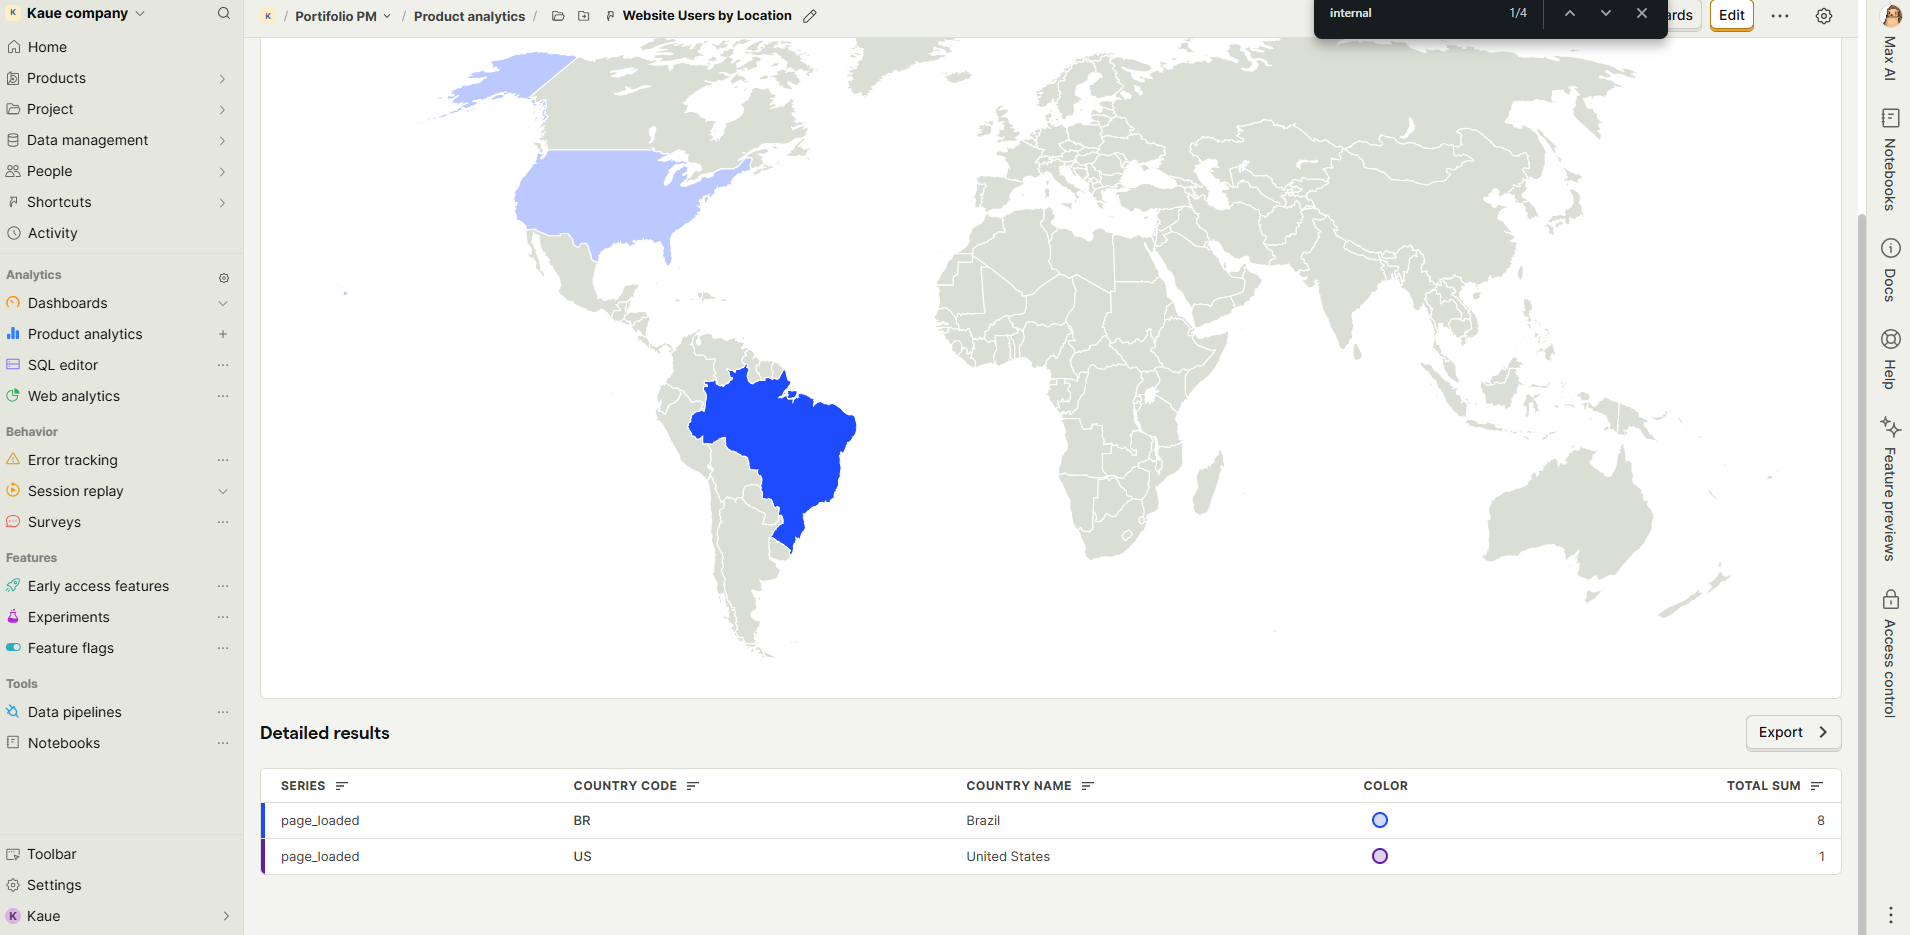 K Kaue company
Home
Products
Project
Data management
People
Shortcuts
Activity
Analytics
Dashboards
Product analytics
SQL editor
Web analytics
Behavior
Error tracking
Session replay
Surveys
Features
Early access features
Experiments
Feature flags
Tools
Data pipelines
Notebooks
Toolbar
Settings
K Kaue
K / Portifolio PM / Product analytics / Website Users by Location
internal 1/4
Edit
Detailed results
Export
SERIES COUNTRY CODE COUNTRY NAME COLOR TOTAL SUM
page_loaded BR Brazil 8
page_loaded US United States 1
Max AI
Notebooks
Docs
Help
Feature previews
Access control